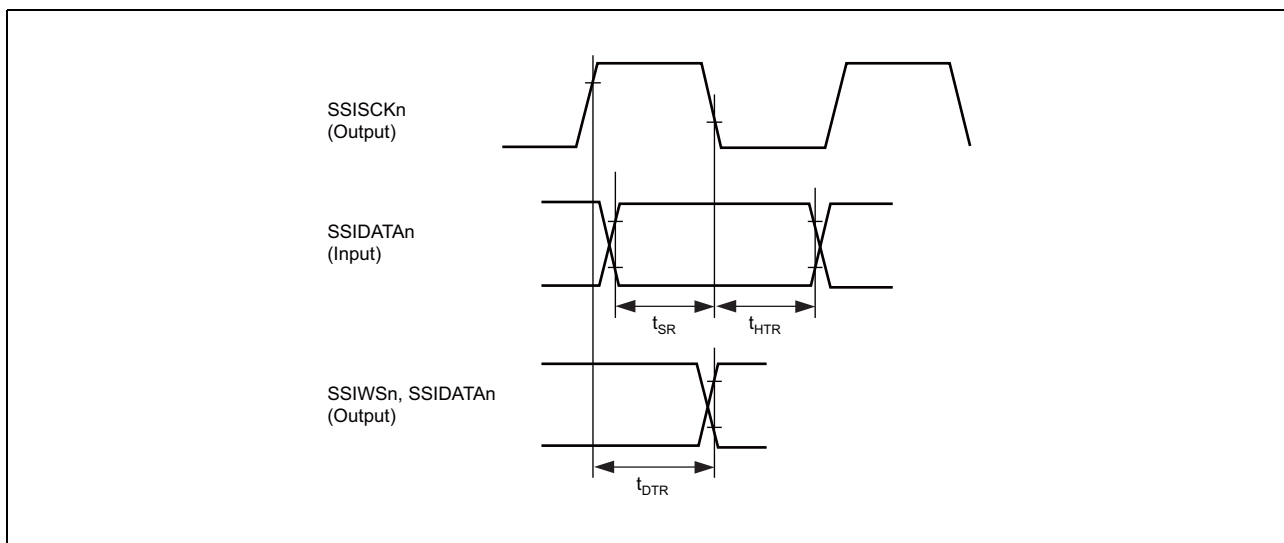 SSISCKn
(Output)
SSIDATAn
(Input)
tSR
tHTR
SSIWSn, SSIDATAn
(Output)
tDTR